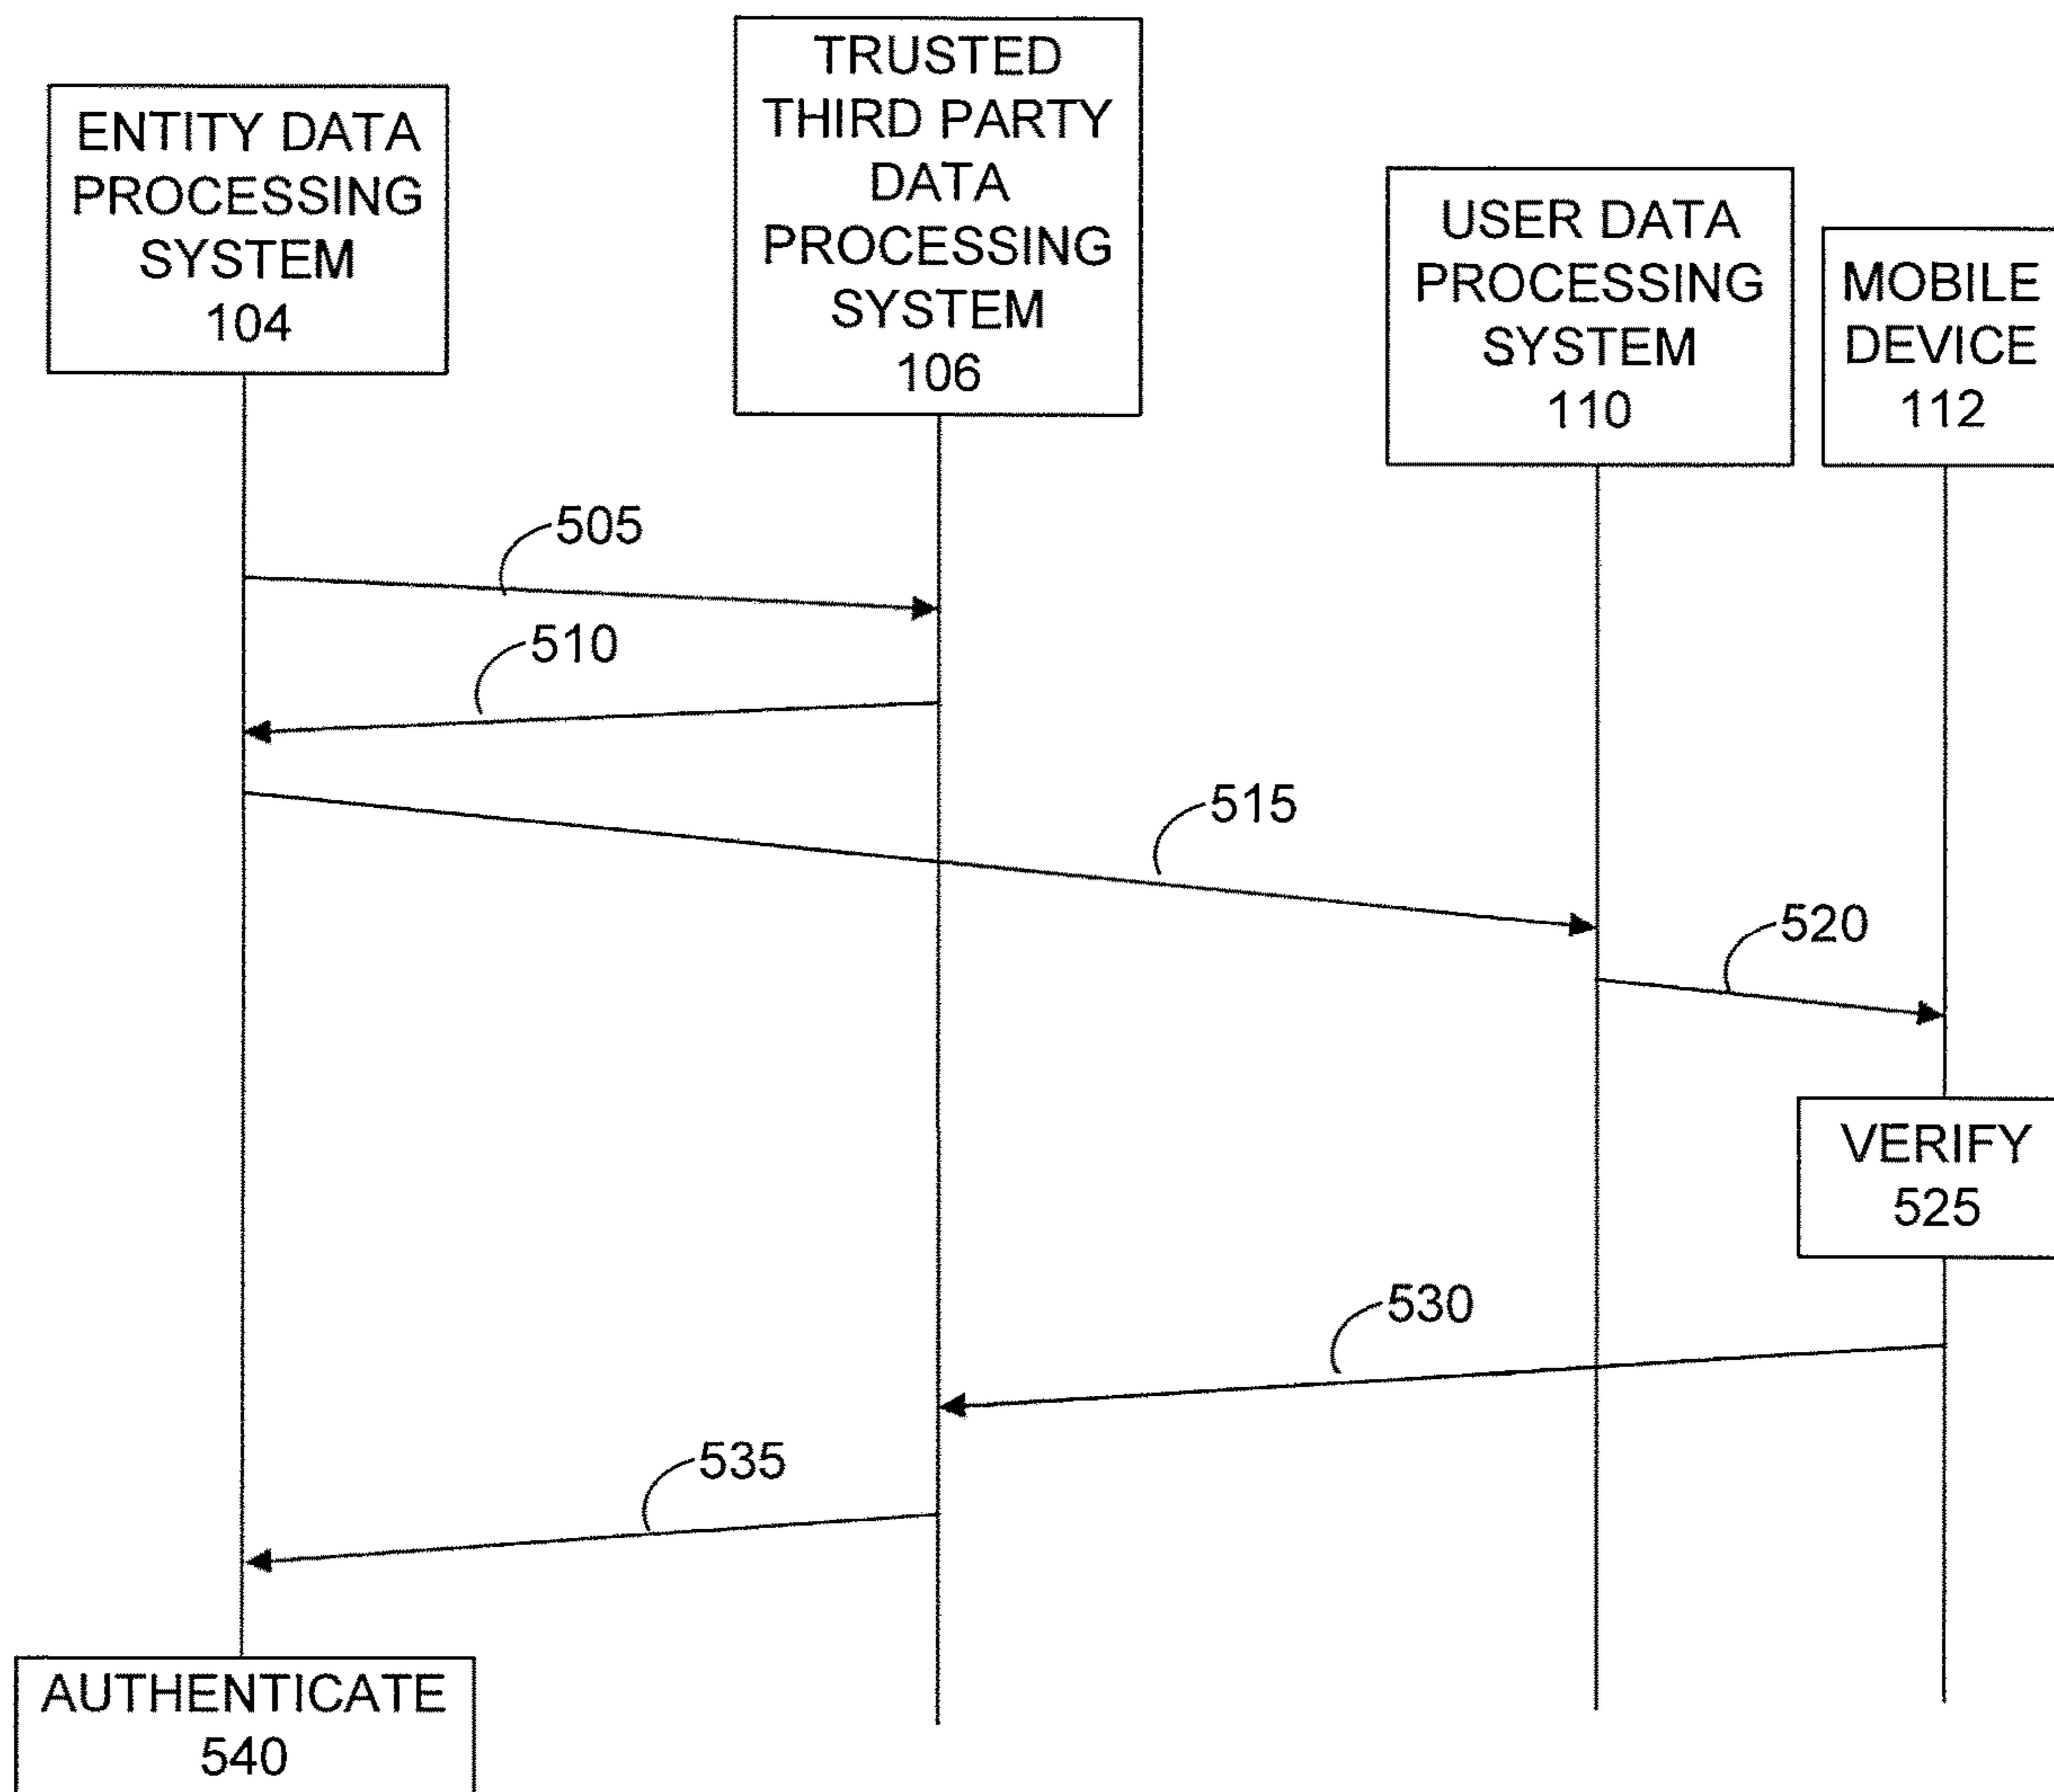 ENTITY DATA
PROCESSING
SYSTEM
104
TRUSTED
THIRD PARTY
DATA
PROCESSING
SYSTEM
106
USER DATA
PROCESSING
SYSTEM
110
MOBILE
DEVICE
112
505
510
515
520
VERIFY
525
530
535
AUTHENTICATE
540